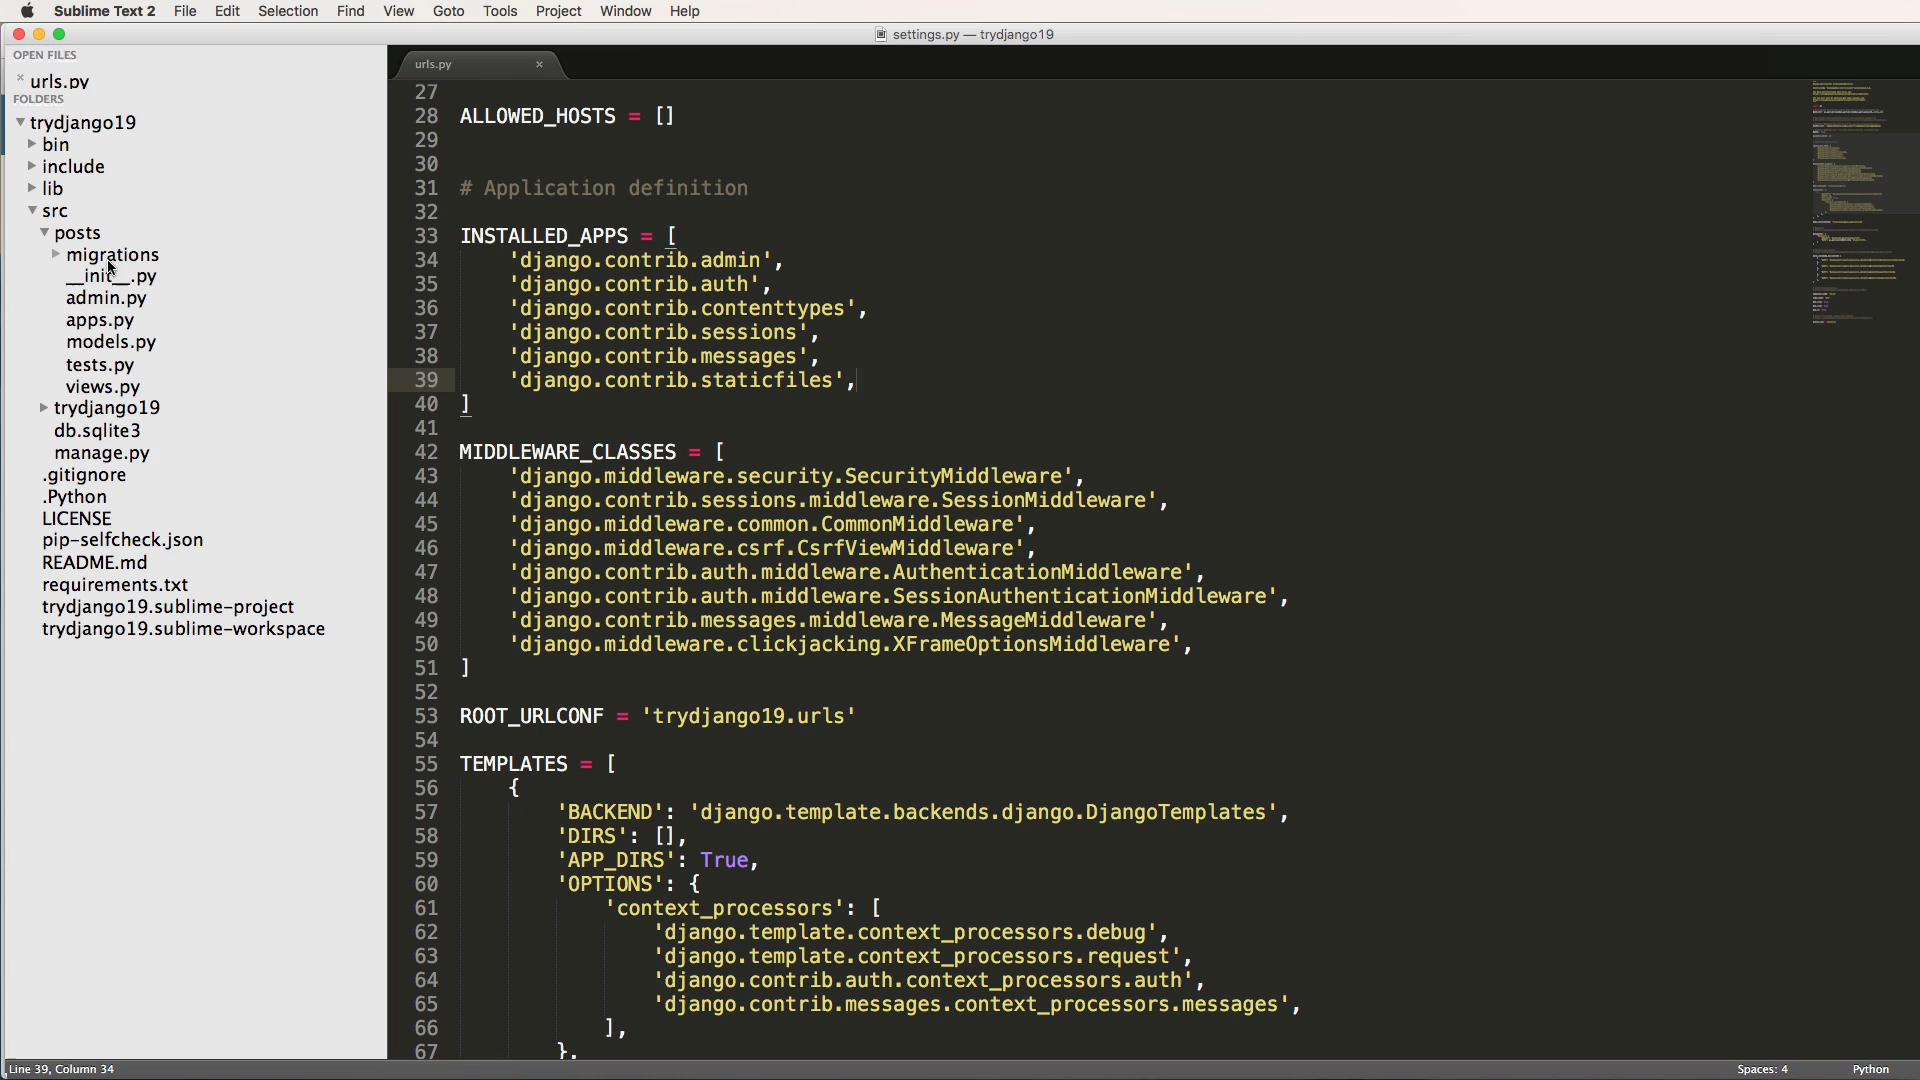 Sublime Text 2 File Edit Selection Find View Goto Tools Project Window Help
settings.py — trydjango19
OPEN FILES
× urls.py
FOLDERS
trydjango19
bin
include
lib
src
posts
migrations
__init__.py
admin.py
apps.py
models.py
tests.py
views.py
trydjango19
db.sqlite3
manage.py
.gitignore
.Python
LICENSE
pip-selfcheck.json
README.md
requirements.txt
trydjango19.sublime-project
trydjango19.sublime-workspace
urls.py ×
27
28 ALLOWED_HOSTS = []
29
30
31 # Application definition
32
33 INSTALLED_APPS = [
34     'django.contrib.admin',
35     'django.contrib.auth',
36     'django.contrib.contenttypes',
37     'django.contrib.sessions',
38     'django.contrib.messages',
39     'django.contrib.staticfiles',
40 ]
41
42 MIDDLEWARE_CLASSES = [
43     'django.middleware.security.SecurityMiddleware',
44     'django.contrib.sessions.middleware.SessionMiddleware',
45     'django.middleware.common.CommonMiddleware',
46     'django.middleware.csrf.CsrfViewMiddleware',
47     'django.contrib.auth.middleware.AuthenticationMiddleware',
48     'django.contrib.auth.middleware.SessionAuthenticationMiddleware',
49     'django.contrib.messages.middleware.MessageMiddleware',
50     'django.middleware.clickjacking.XFrameOptionsMiddleware',
51 ]
52
53 ROOT_URLCONF = 'trydjango19.urls'
54
55 TEMPLATES = [
56     {
57         'BACKEND': 'django.template.backends.django.DjangoTemplates',
58         'DIRS': [],
59         'APP_DIRS': True,
60         'OPTIONS': {
61             'context_processors': [
62                 'django.template.context_processors.debug',
63                 'django.template.context_processors.request',
64                 'django.contrib.auth.context_processors.auth',
65                 'django.contrib.messages.context_processors.messages',
66             ],
67         },
Line 39, Column 34
Spaces: 4 Python